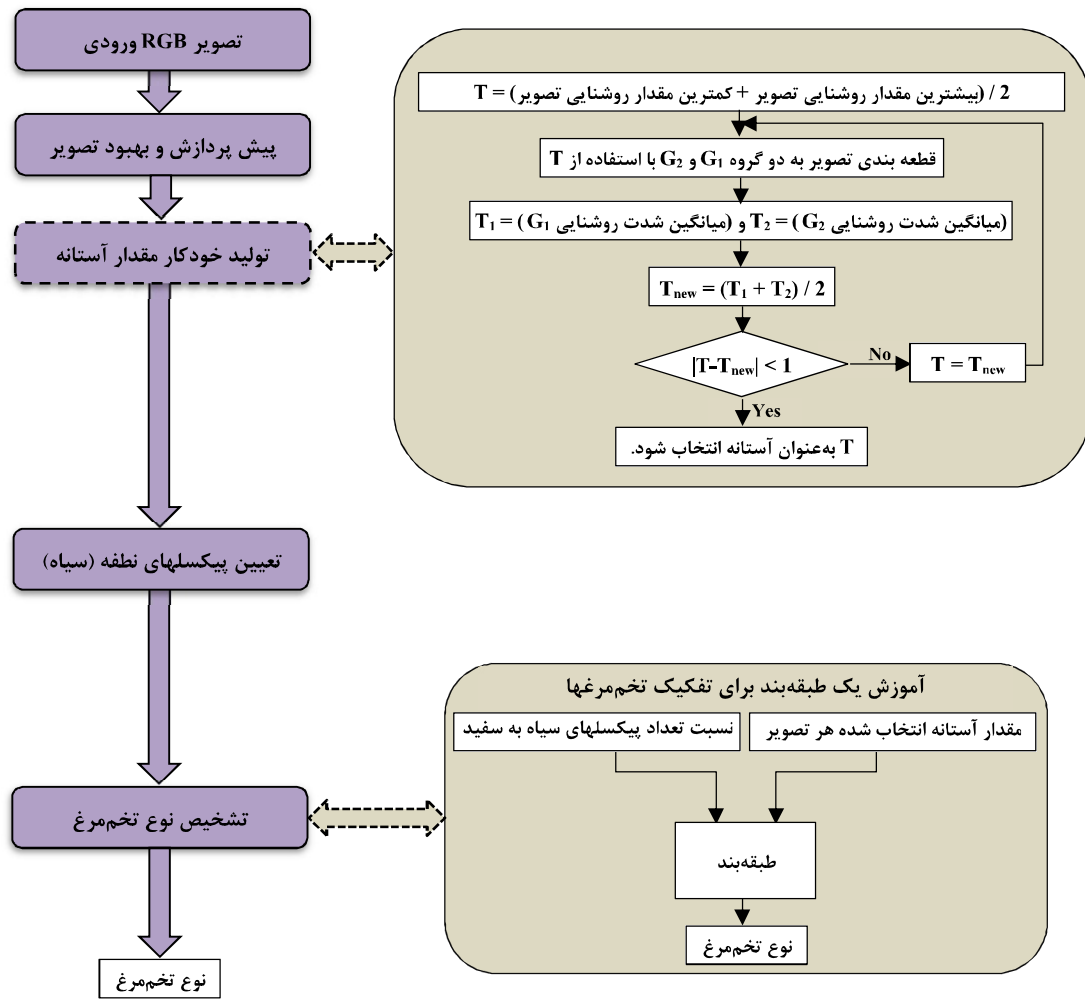 تصویر RGB ورودی
پیش پردازش و بهبود تصویر
تولید خودکار مقدار آستانه
T = (بیشترین مقدار روشنایی تصویر + کمترین مقدار روشنایی تصویر) / 2
قطعه بندی تصویر به دو گروه G₁ و G₂ با استفاده از T
T₁ = (میانگین شدت روشنایی G₁) و T₂ = (میانگین شدت روشنایی G₂)
Tnew = (T₁ + T₂) / 2
|T-Tnew| < 1
No
T = Tnew
Yes
T به‌عنوان آستانه انتخاب شود.
تعیین پیکسلهای نطفه (سیاه)
تشخیص نوع تخم‌مرغ
نوع تخم‌مرغ
آموزش یک طبقه‌بند برای تفکیک تخم‌مرغها
مقدار آستانه انتخاب شده هر تصویر
نسبت تعداد پیکسلهای سیاه به سفید
طبقه‌بند
نوع تخم‌مرغ